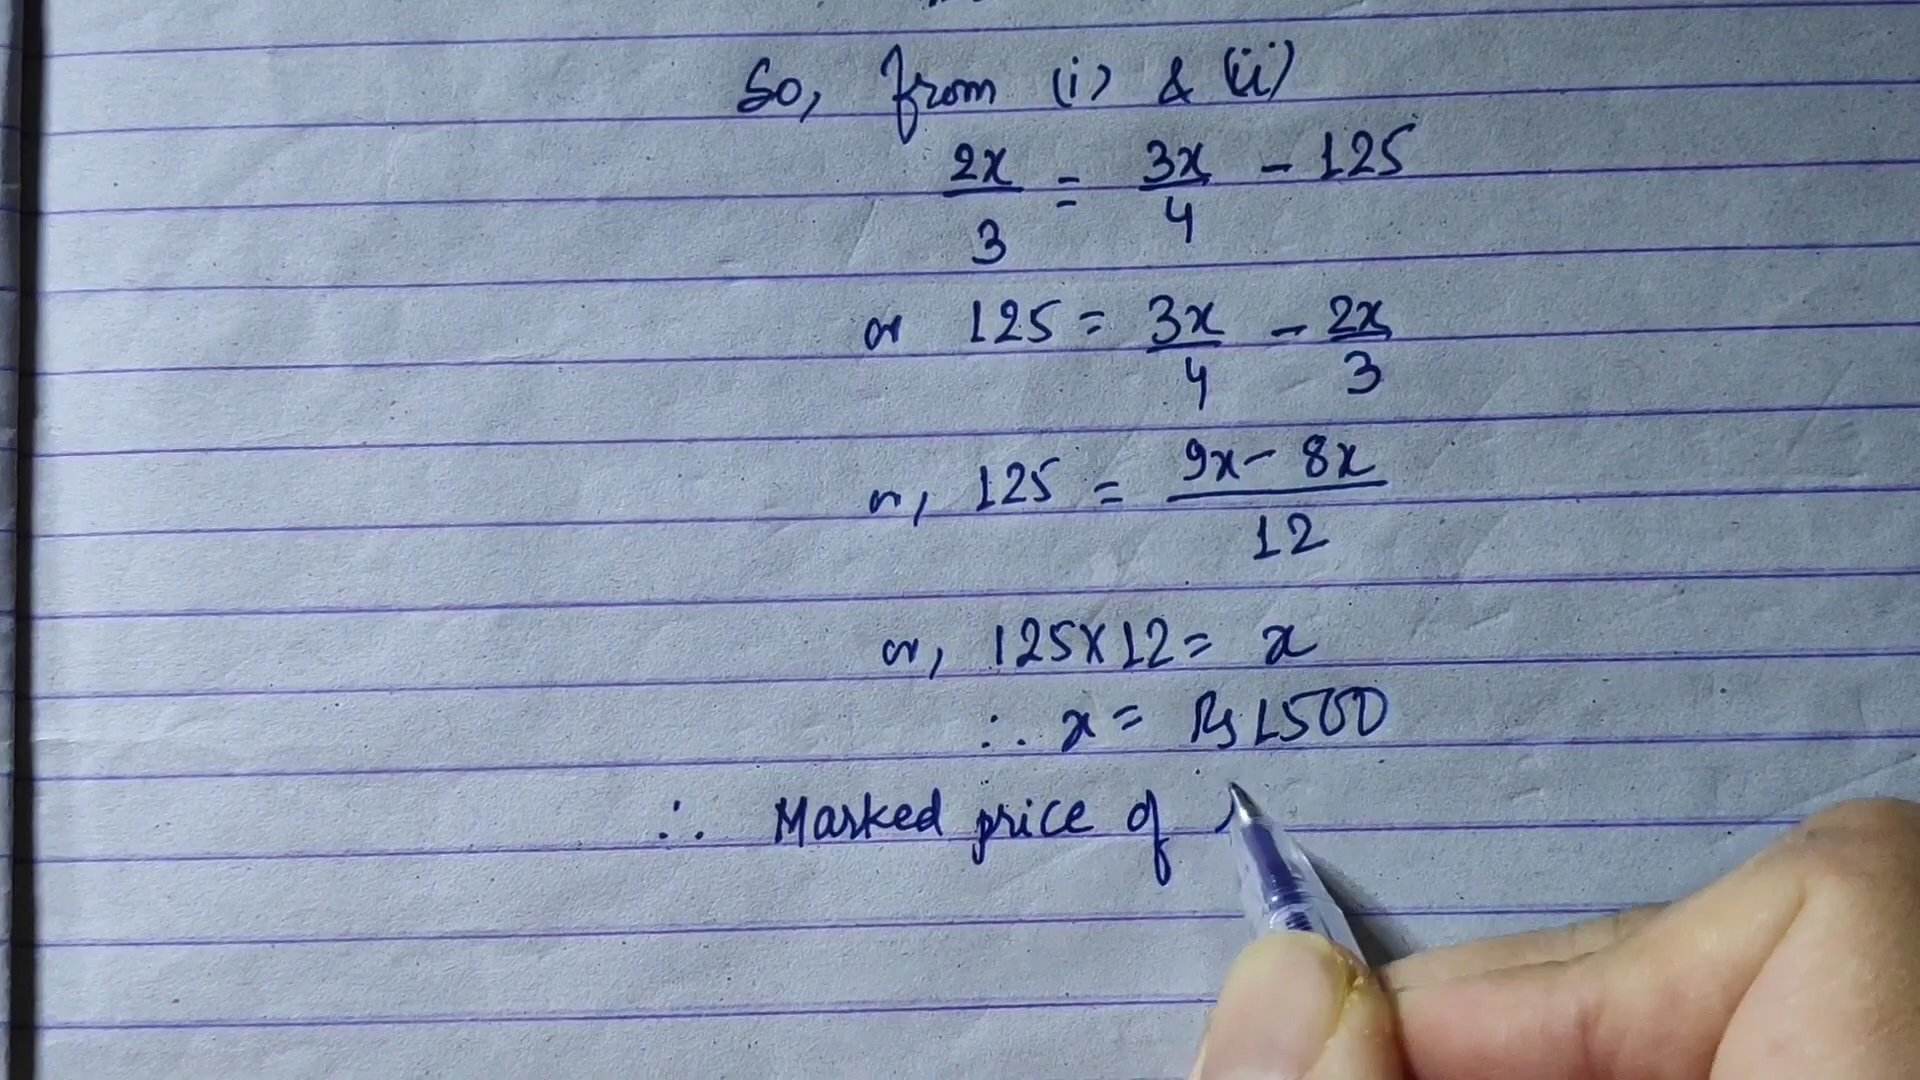 So, from (i) & (ii)
2x/3 = 3x/4 - 125
or 125 = 3x/4 - 2x/3
or, 125 = 9x - 8x/12
or, 125 x 12 = x
∴ x = Rs 1500
∴ Marked price of